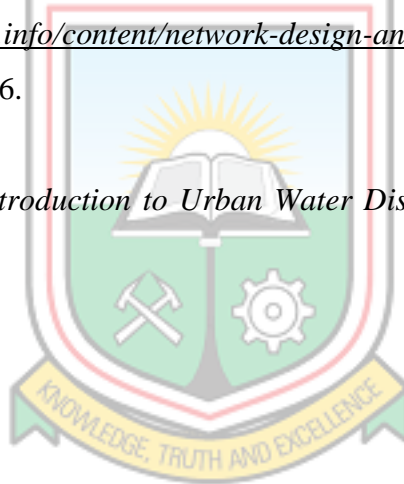 info/content/network-design-an
6.
troduction to Urban Water Dis
KNOWLEDGE, TRUTH AND EXCELLENCE